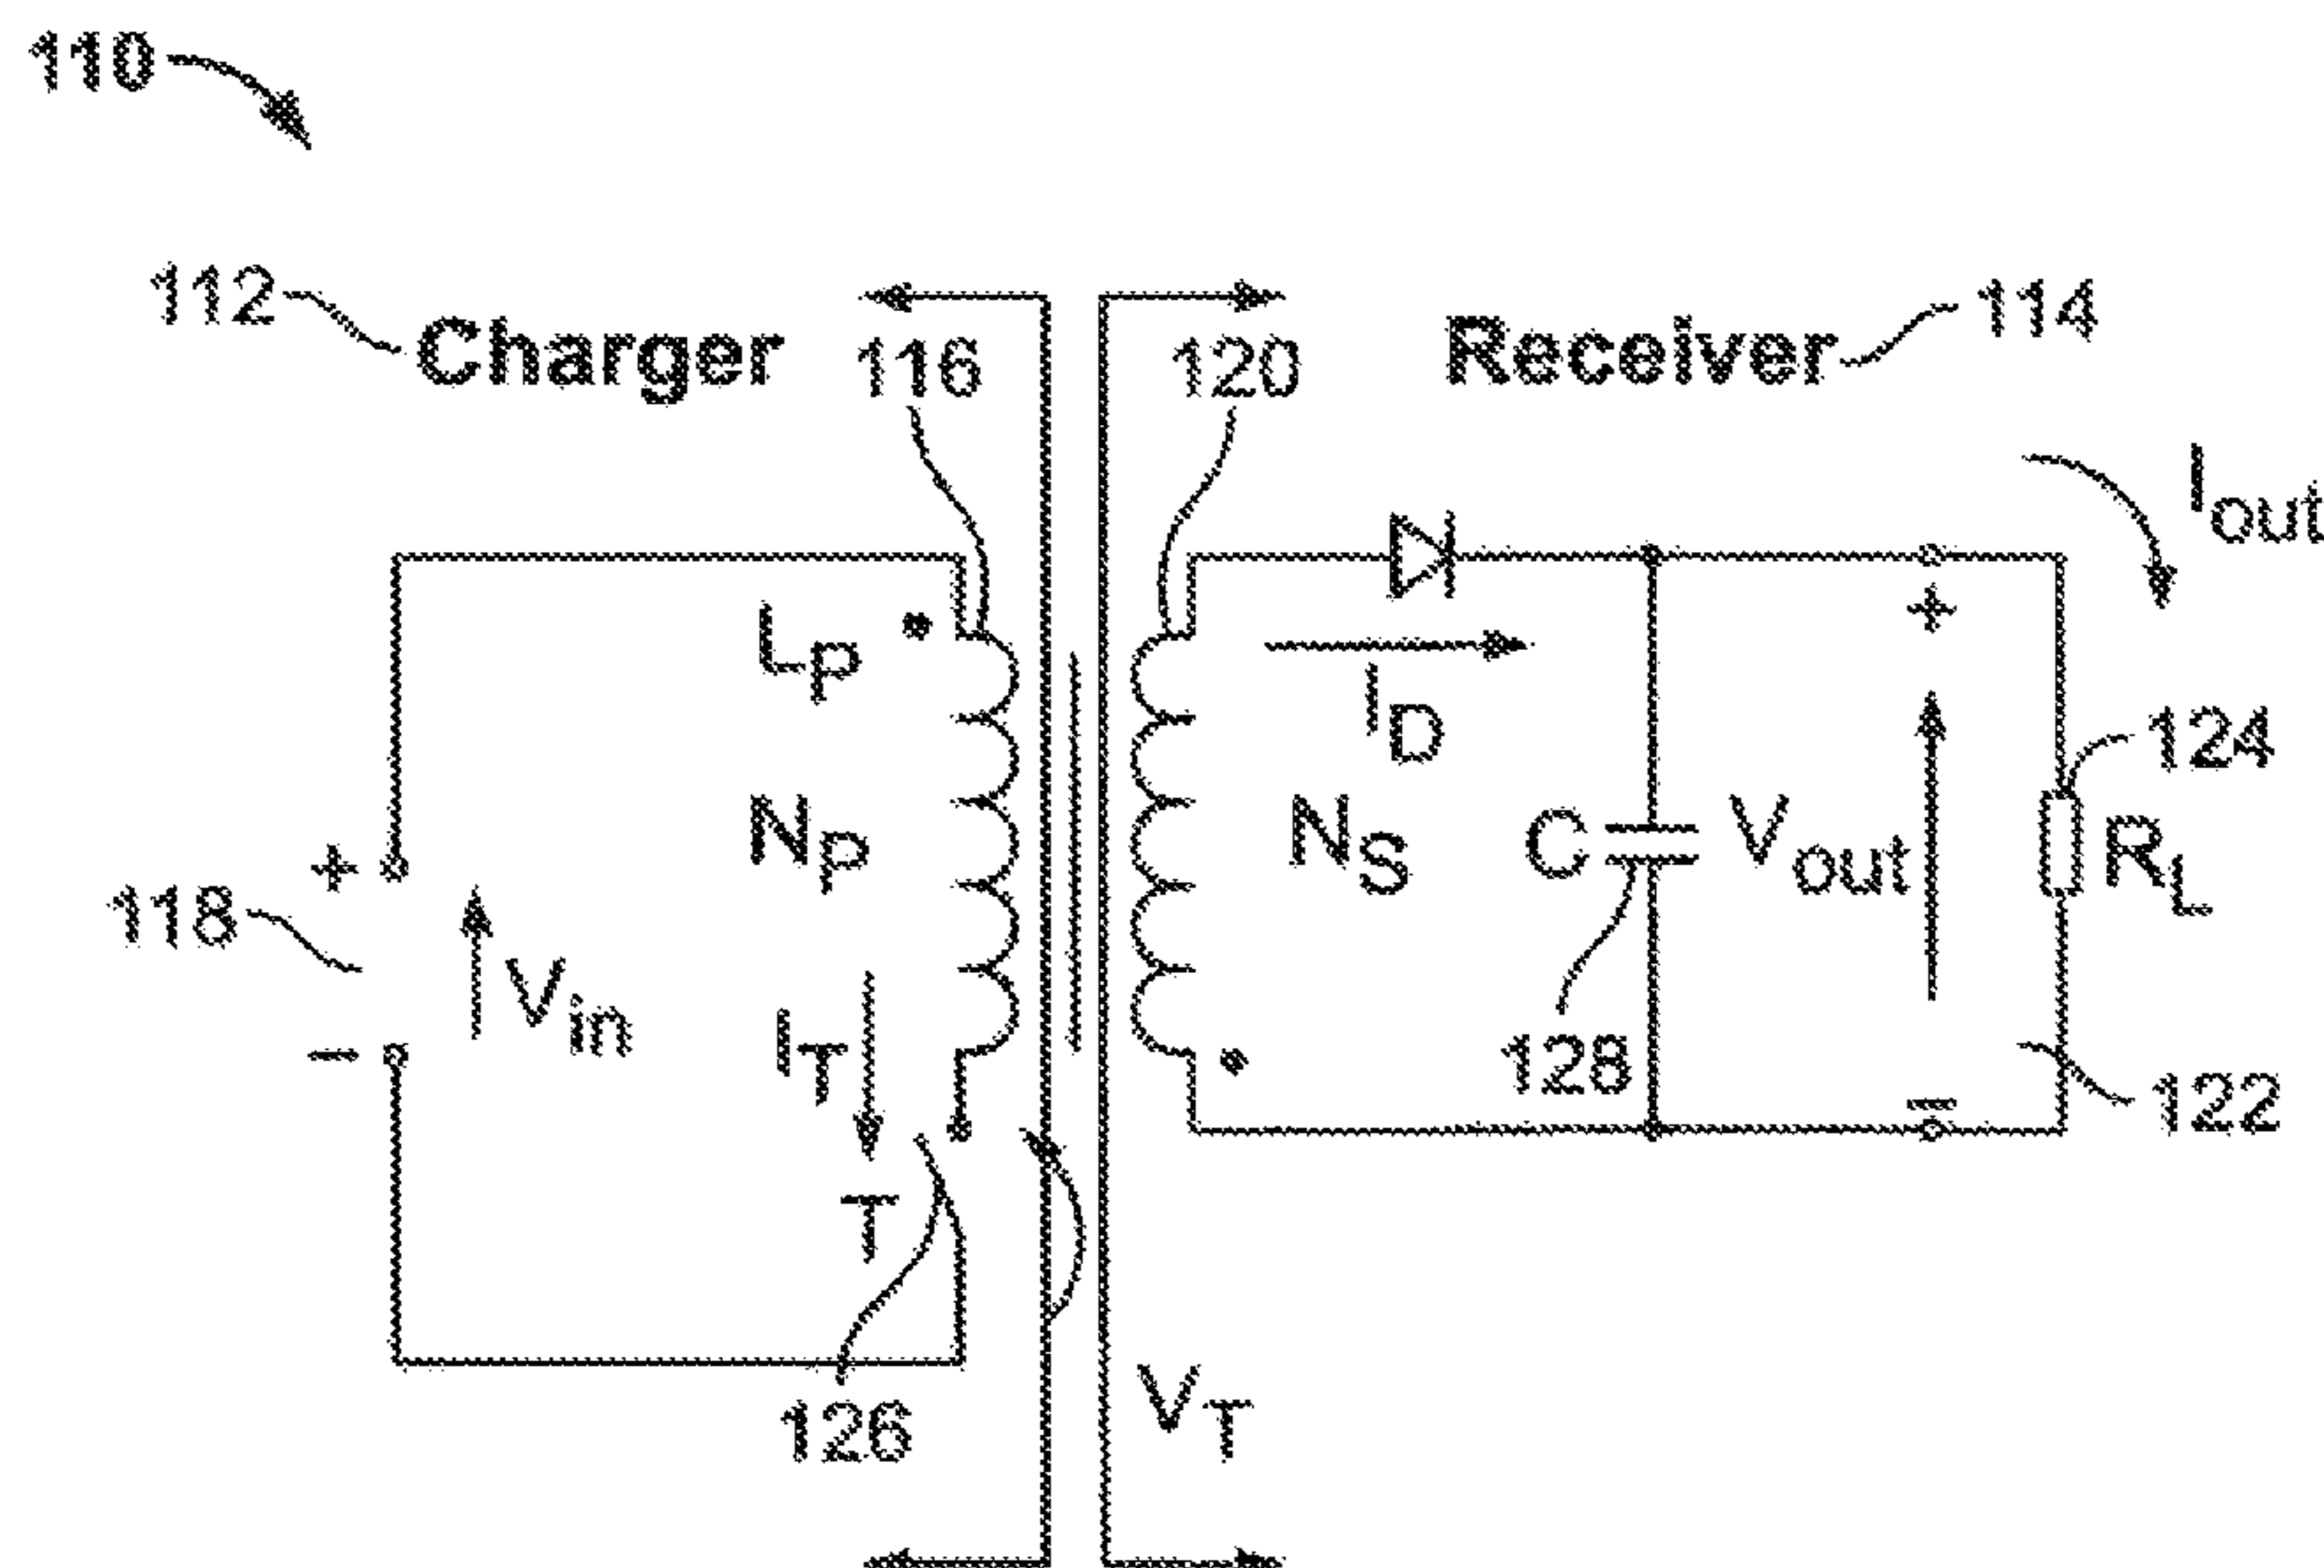 110
112 Charger 116 120 Receiver 114
Iout
LP
ID
124
NP NS C Vout RL
+
+
118
Vin
IT
−
128
122
−
T
126
VT